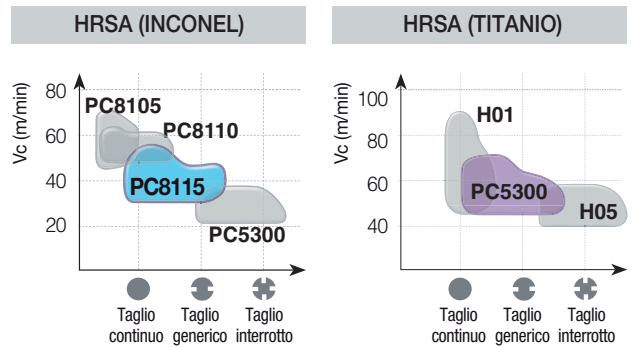 HRSA (INCONEL)
Vc (m/min)
80
60
40
20
PC8105
PC8110
PC8115
PC5300
Taglio continuo
Taglio generico
Taglio interrotto
HRSA (TITANIO)
Vc (m/min)
100
80
60
40
H01
PC5300
H05
Taglio continuo
Taglio generico
Taglio interrotto